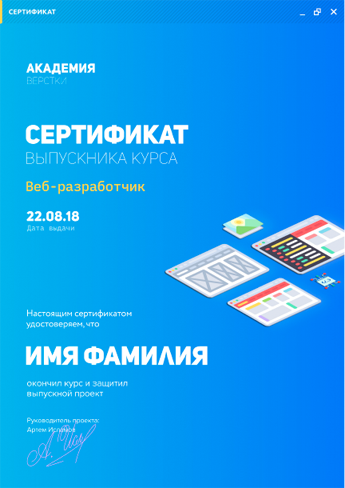 СЕРТИФИКАТ
АКАДЕМИЯ
ВЕРСТКИ
СЕРТИФИКАТ
ВЫПУСКНИКА КУРСА
Веб-разработчик
22.08.18
Дата выдачи
Настоящим сертификатом
удостоверяем, что
ИМЯ ФАМИЛИЯ
окончил курс и защитил
выпускной проект
Руководитель проекта:
Артем Исламов